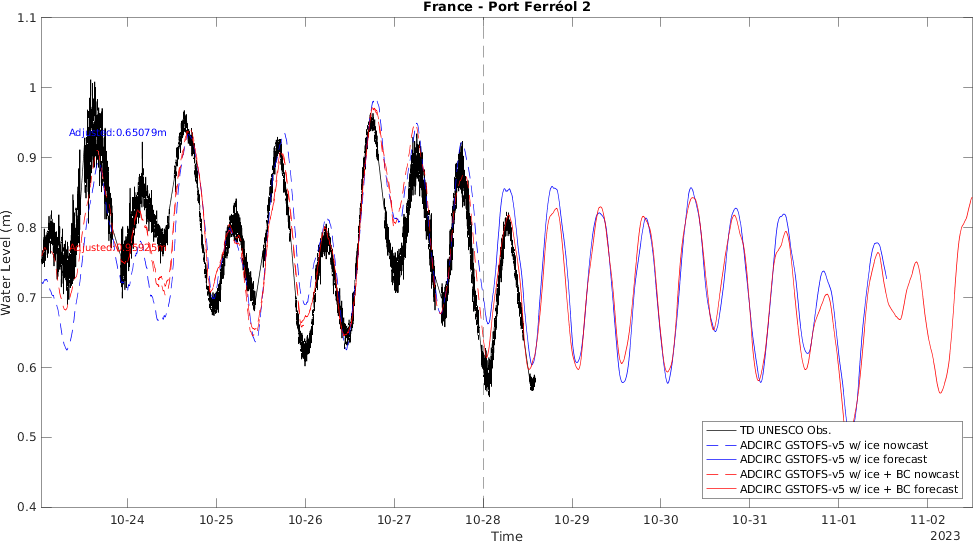 France - Port Ferréol 2
1.1
1
0.9
0.8
0.7
0.6
0.5
0.4
Water Level (m)
Adjusted:0.65079m
TD UNESCO Obs.
ADCIRC GSTOFS-v5 w/ ice nowcast
ADCIRC GSTOFS-v5 w/ ice forecast
ADCIRC GSTOFS-v5 w/ ice + BC nowcast
ADCIRC GSTOFS-v5 w/ ice + BC forecast
10-24 10-25 10-26 10-27 10-28 10-29 10-30 10-31 11-01 11-02
Time
2023